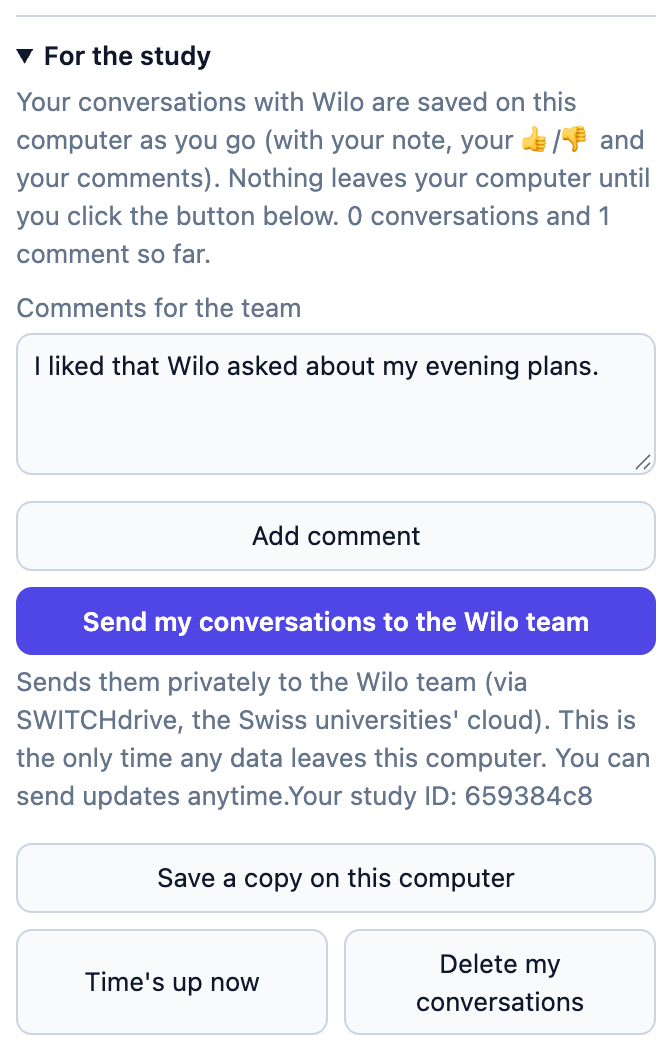 ▼ For the study
Your conversations with Wilo are saved on this
computer as you go (with your note, your 👍/👎 and
your comments). Nothing leaves your computer until
you click the button below. 0 conversations and 1
comment so far.
Comments for the team
I liked that Wilo asked about my evening plans.
Add comment
Send my conversations to the Wilo team
Sends them privately to the Wilo team (via
SWITCHdrive, the Swiss universities' cloud). This is
the only time any data leaves this computer. You can
send updates anytime.Your study ID: 659384c8
Save a copy on this computer
Time's up now
Delete my
conversations